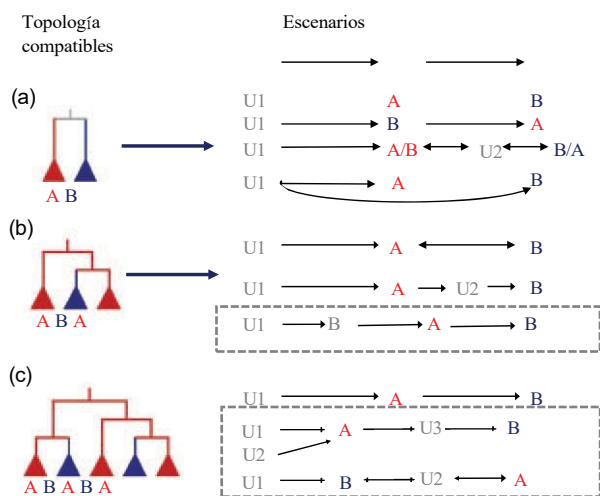 Topología compatibles
Escenarios
(a)
A B
U1 A B
U1 B A
U1 A/B U2 B/A
U1 A B
(b)
A B A
U1 A B
U1 A U2 B
U1 B A B
(c)
A B A B A
U1 A B
U1 A U3 B
U2
U1 B U2 A